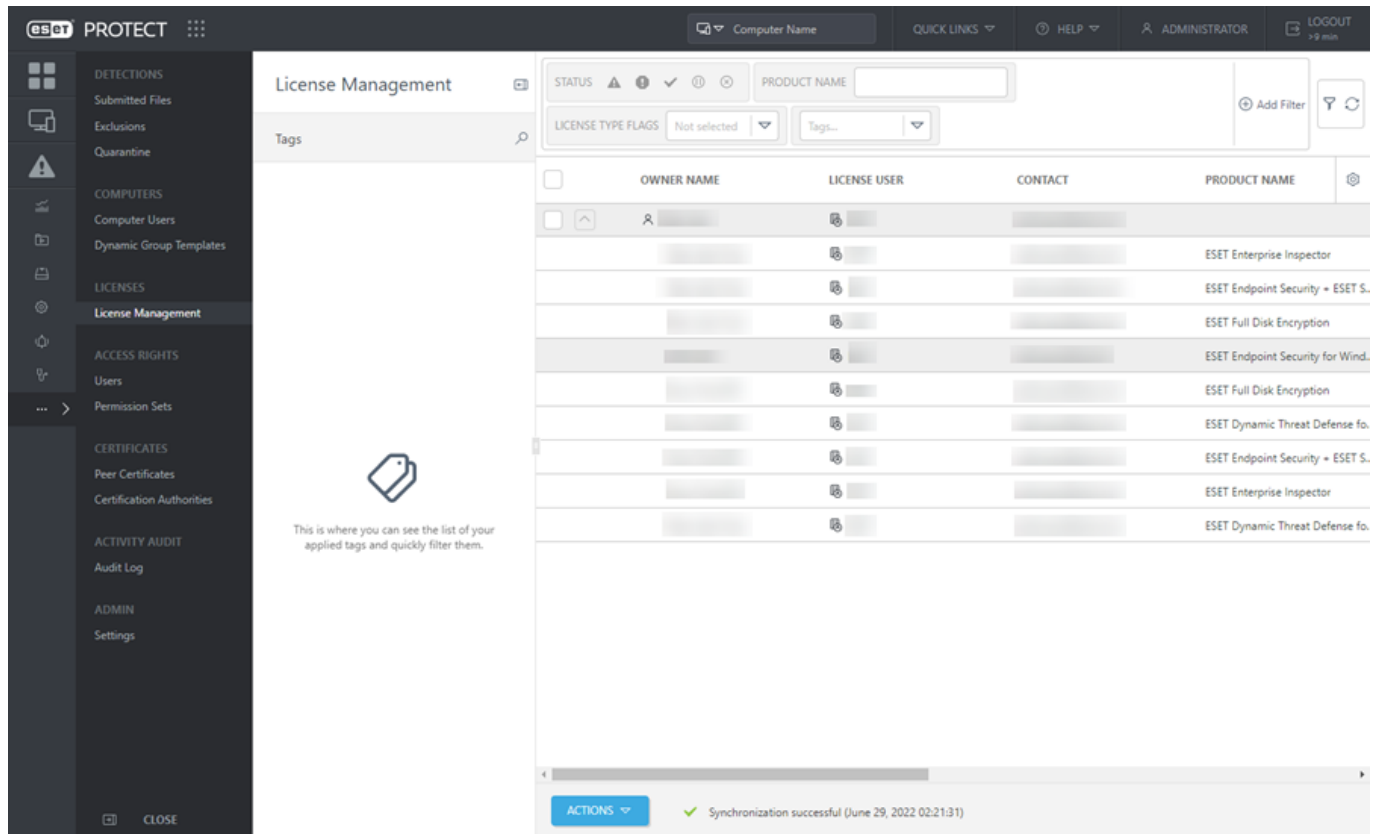 eset PROTECT
Computer Name
QUICK LINKS
HELP
ADMINISTRATOR
LOGOUT
>9 min
DETECTIONS
Submitted Files
Exclusions
Quarantine
COMPUTERS
Computer Users
Dynamic Group Templates
LICENSES
License Management
ACCESS RIGHTS
Users
Permission Sets
CERTIFICATES
Peer Certificates
Certification Authorities
ACTIVITY AUDIT
Audit Log
ADMIN
Settings
CLOSE
License Management
Tags
This is where you can see the list of your
applied tags and quickly filter them.
STATUS
PRODUCT NAME
LICENSE TYPE FLAGS Not selected
Tags...
Add Filter
OWNER NAME LICENSE USER CONTACT PRODUCT NAME
ESET Enterprise Inspector
ESET Endpoint Security + ESET S..
ESET Full Disk Encryption
ESET Endpoint Security for Wind..
ESET Full Disk Encryption
ESET Dynamic Threat Defense fo..
ESET Endpoint Security + ESET S..
ESET Enterprise Inspector
ESET Dynamic Threat Defense fo..
ACTIONS
Synchronization successful (June 29, 2022 02:21:31)